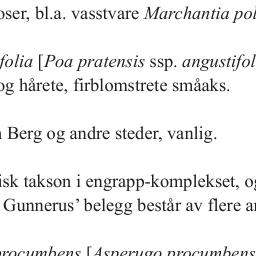 oser, bl.a. vasstvare Marchantia pol
folia [Poa pratensis ssp. angustifol
og hårete, firblomstrete småaks.
n Berg og andre steder, vanlig.
isk takson i engrapp-komplekset, og
Gunnerus’ belegg består av flere ar
procumbens [Asperugo procumbens